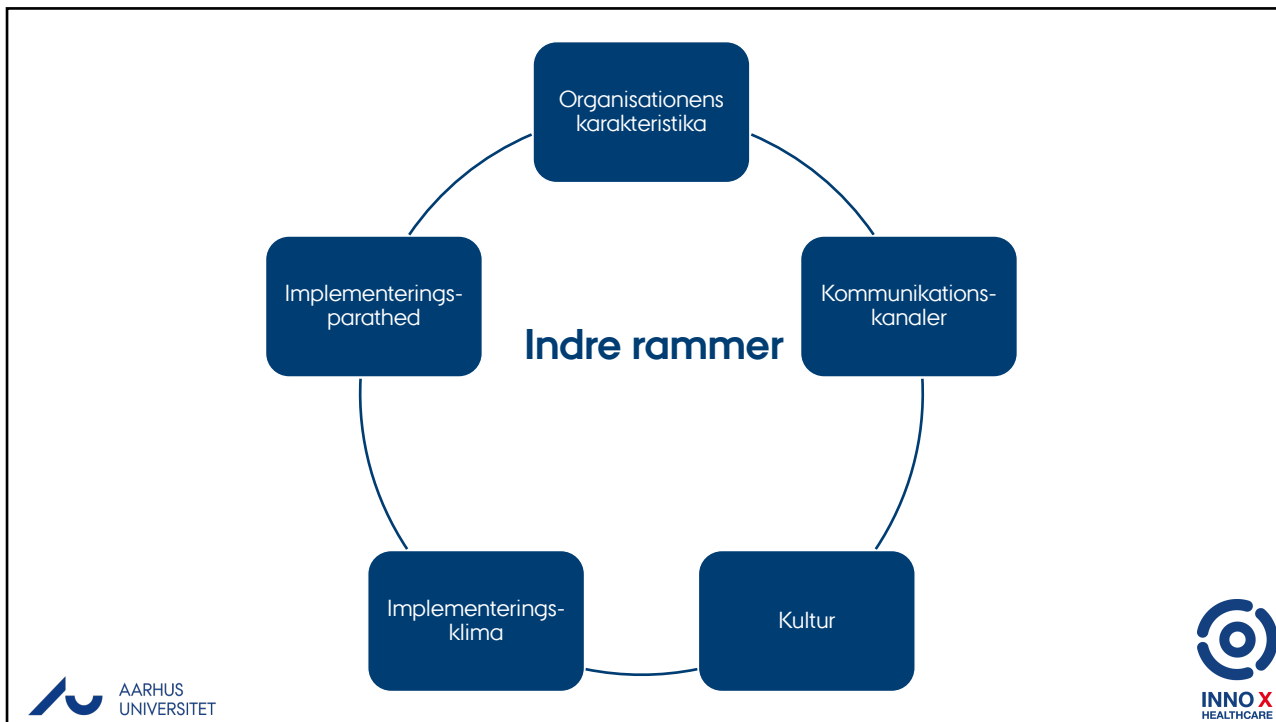 Organisationens
karakteristika
Implementerings-
parathed
Kommunikations-
kanaler
Indre rammer
Implementerings-
klima
Kultur
AARHUS
UNIVERSITET
INNO X
HEALTHCARE